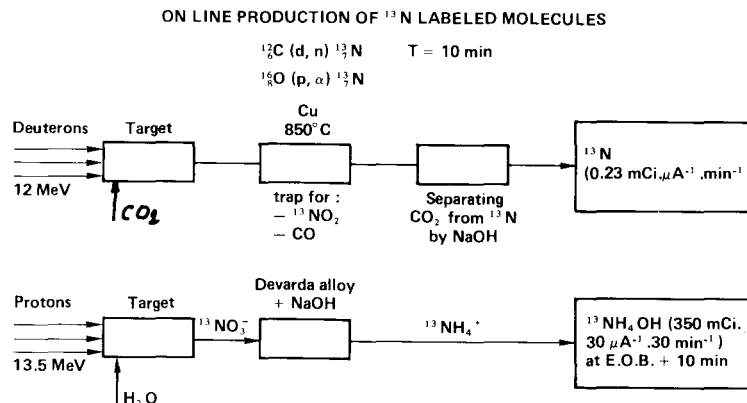 ON LINE PRODUCTION OF ¹³N LABELED MOLECULES
¹²₆C (d, n) ¹³₇N T = 10 min
¹⁶₈O (p, α) ¹³₇N
Cu
850°C
Deuterons
Target
12 MeV
CO₂
trap for :
– ¹³NO₂
– CO
Separating
CO₂ from ¹³N
by NaOH
¹³N
(0.23 mCi.μA⁻¹ .min⁻¹
Devarda alloy
+ NaOH
Protons
Target
13.5 MeV
H₂O
¹³NO₃⁻
¹³NH₄⁺
¹³NH₄OH (350 mCi.
30 μA⁻¹ .30 min⁻¹)
at E.O.B. + 10 min